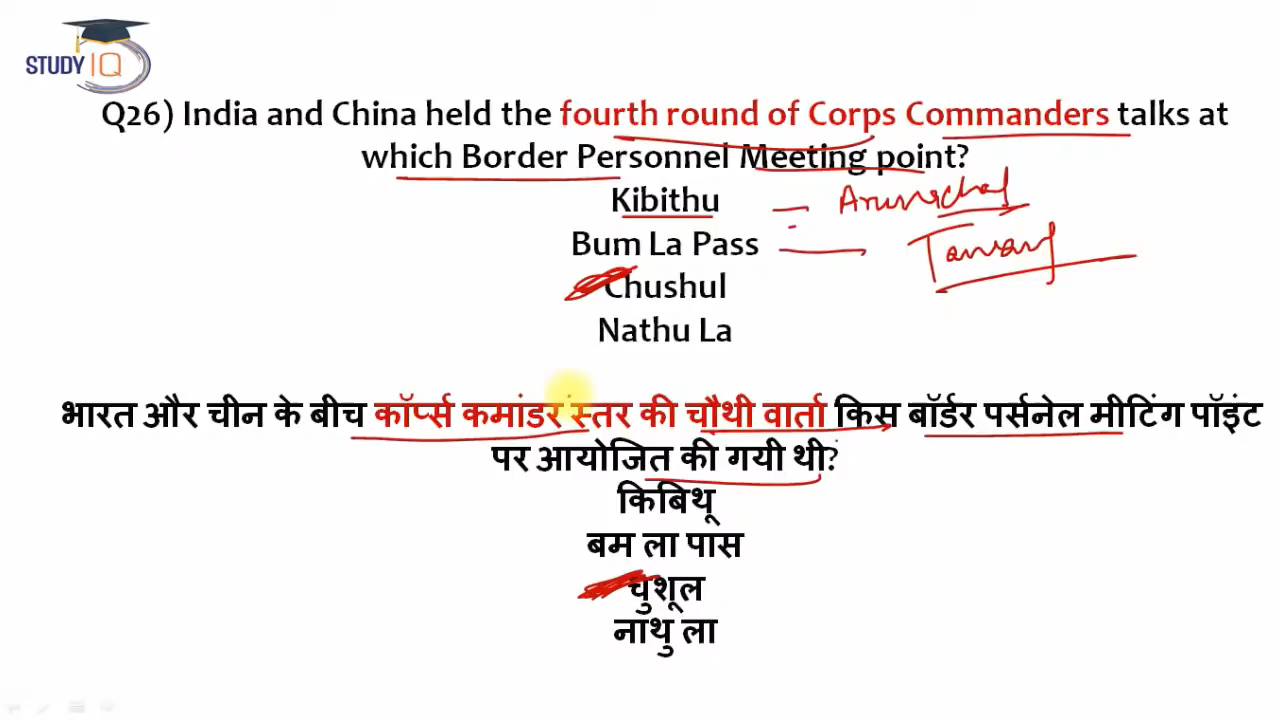 STUDY IQ
Q26) India and China held the fourth round of Corps Commanders talks at
which Border Personnel Meeting point?
Kibithu - Arunachal
Bum La Pass - Tawang
Chushul
Nathu La
भारत और चीन के बीच कॉर्प्स कमांडर स्तर की चौथी वार्ता किस बॉर्डर पर्सनेल मीटिंग पॉइंट
पर आयोजित की गयी थी?
किबिथू
बम ला पास
चुशूल
नाथु ला